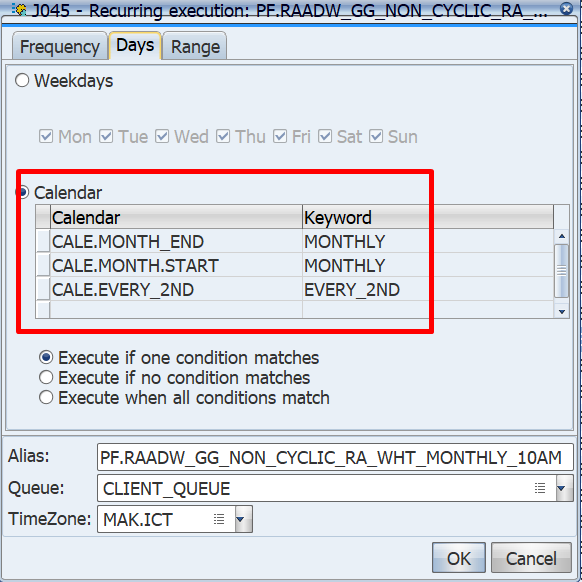 J045 - Recurring execution: PF.RAADW_GG_NON_CYCLIC_RA_...
Frequency Days Range
Weekdays
Mon Tue Wed Thu Fri Sat Sun
Calendar
Calendar Keyword
CALE.MONTH_END MONTHLY
CALE.MONTH.START MONTHLY
CALE.EVERY_2ND EVERY_2ND
Execute if one condition matches
Execute if no condition matches
Execute when all conditions match
Alias: PF.RAADW_GG_NON_CYCLIC_RA_WHT_MONTHLY_10AM
Queue: CLIENT_QUEUE
TimeZone: MAK.ICT
OK Cancel